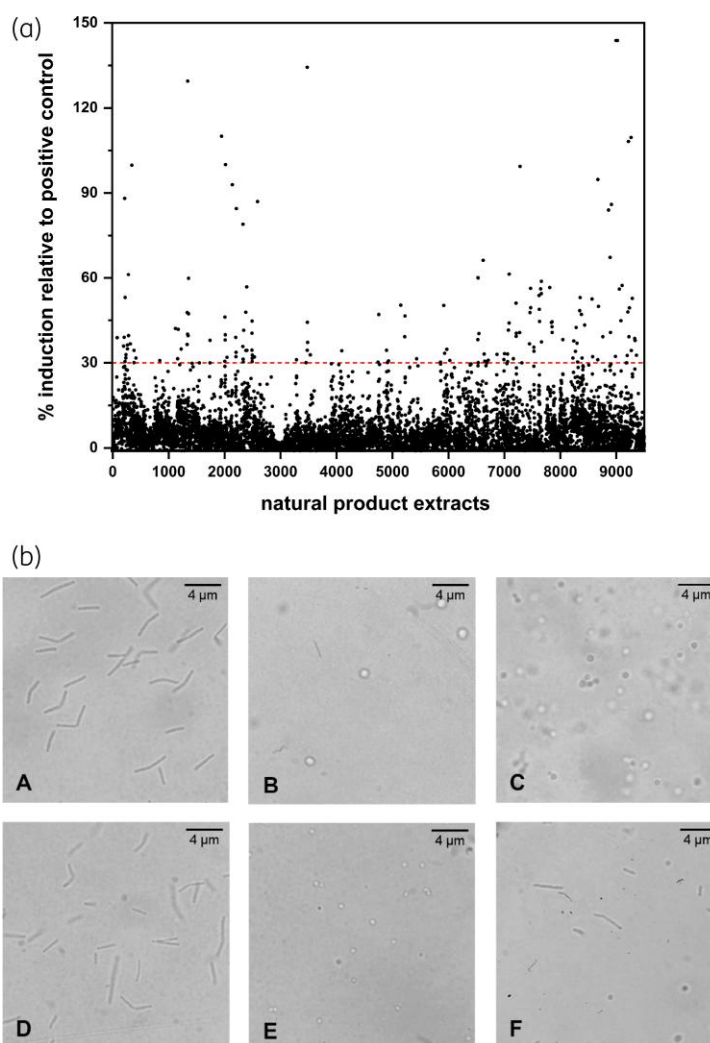 (a)
150
120
90
60
30
0
% induction relative to positive control
0 1000 2000 3000 4000 5000 6000 7000 8000 9000
natural product extracts
(b)
4 µm
A
4 µm
B
4 µm
C
4 µm
D
4 µm
E
4 µm
F